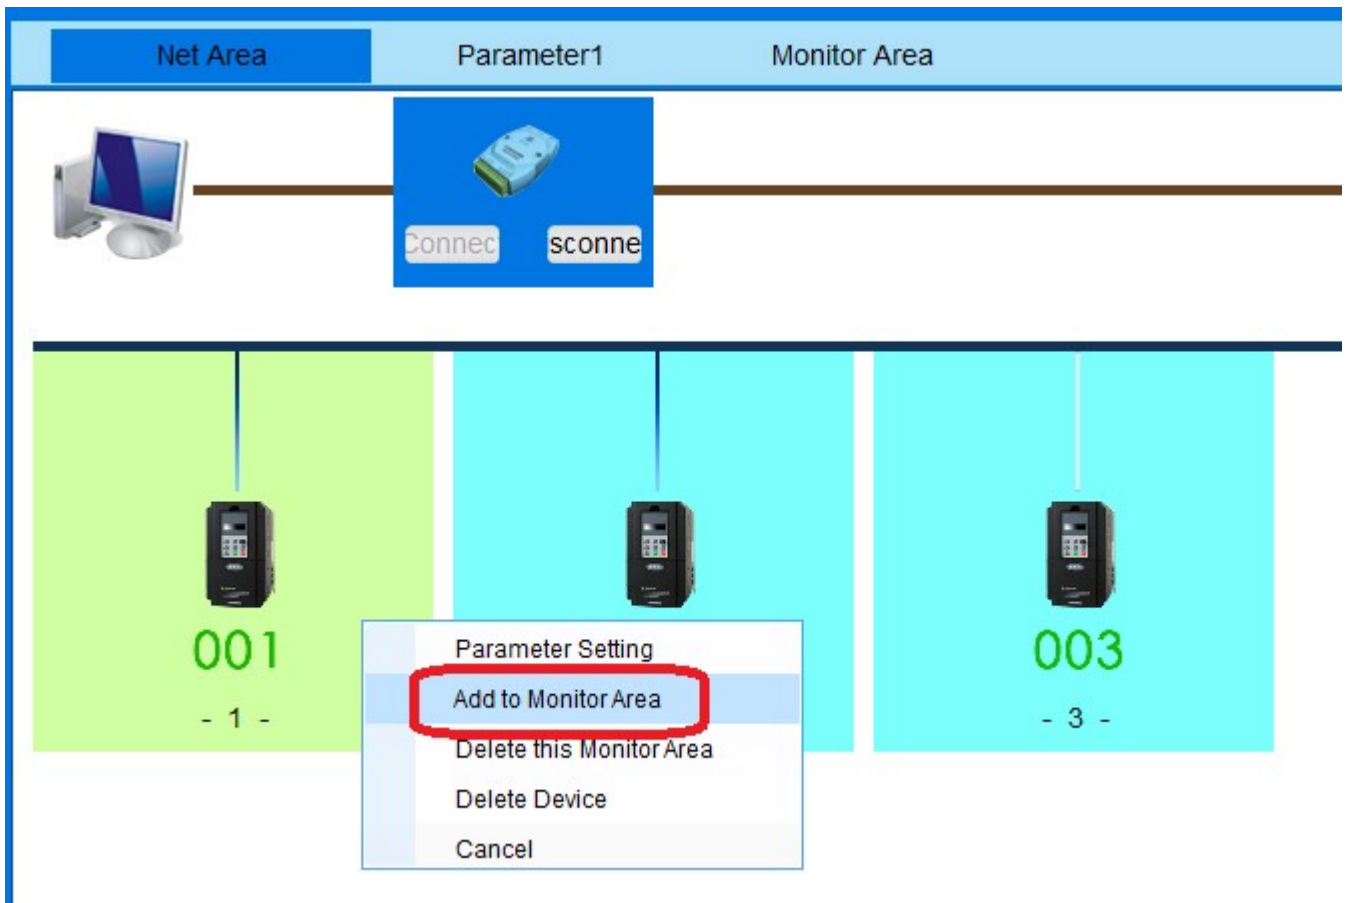 Net Area Parameter1 Monitor Area
Connec sconne
001 003
- 1 - - 3 -
Parameter Setting
Add to Monitor Area
Delete this Monitor Area
Delete Device
Cancel